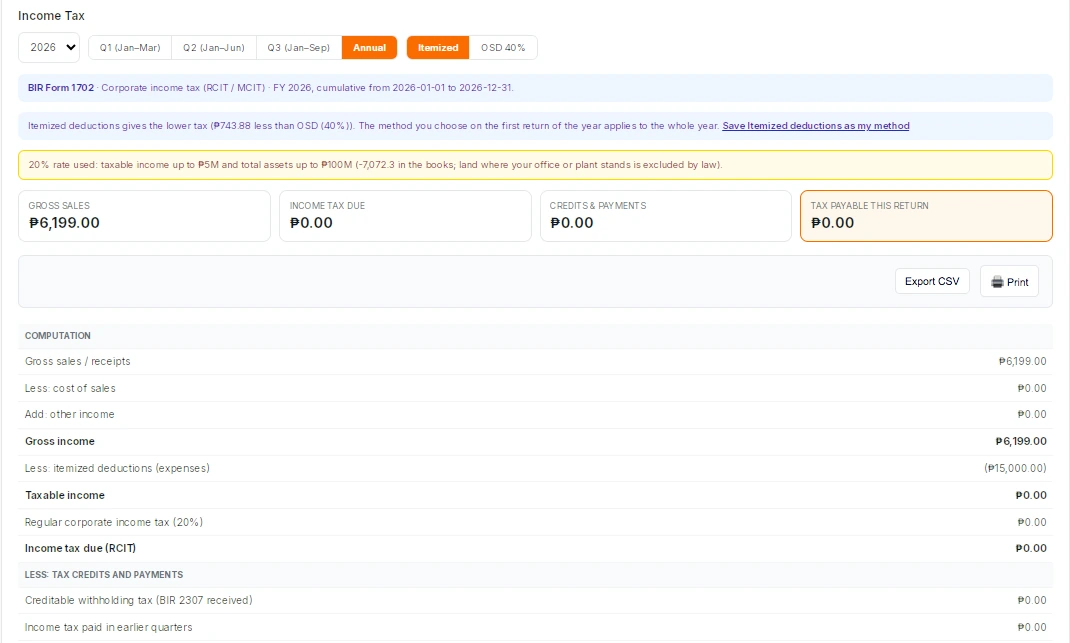 Income Tax
2026 Q1 (Jan–Mar) Q2 (Jan–Jun) Q3 (Jan–Sep) Annual Itemized OSD 40%
BIR Form 1702 · Corporate income tax (RCIT / MCIT) · FY 2026, cumulative from 2026-01-01 to 2026-12-31.
Itemized deductions gives the lower tax (₱743.88 less than OSD (40%)). The method you choose on the first return of the year applies to the whole year. Save Itemized deductions as my method
20% rate used: taxable income up to ₱5M and total assets up to ₱100M (-7,072.3 in the books; land where your office or plant stands is excluded by law).
GROSS SALES INCOME TAX DUE CREDITS & PAYMENTS TAX PAYABLE THIS RETURN
₱6,199.00 ₱0.00 ₱0.00 ₱0.00
Export CSV Print
COMPUTATION
Gross sales / receipts ₱6,199.00
Less: cost of sales ₱0.00
Add: other income ₱0.00
Gross income ₱6,199.00
Less: itemized deductions (expenses) (₱15,000.00)
Taxable income ₱0.00
Regular corporate income tax (20%) ₱0.00
Income tax due (RCIT) ₱0.00
LESS: TAX CREDITS AND PAYMENTS
Creditable withholding tax (BIR 2307 received) ₱0.00
Income tax paid in earlier quarters ₱0.00